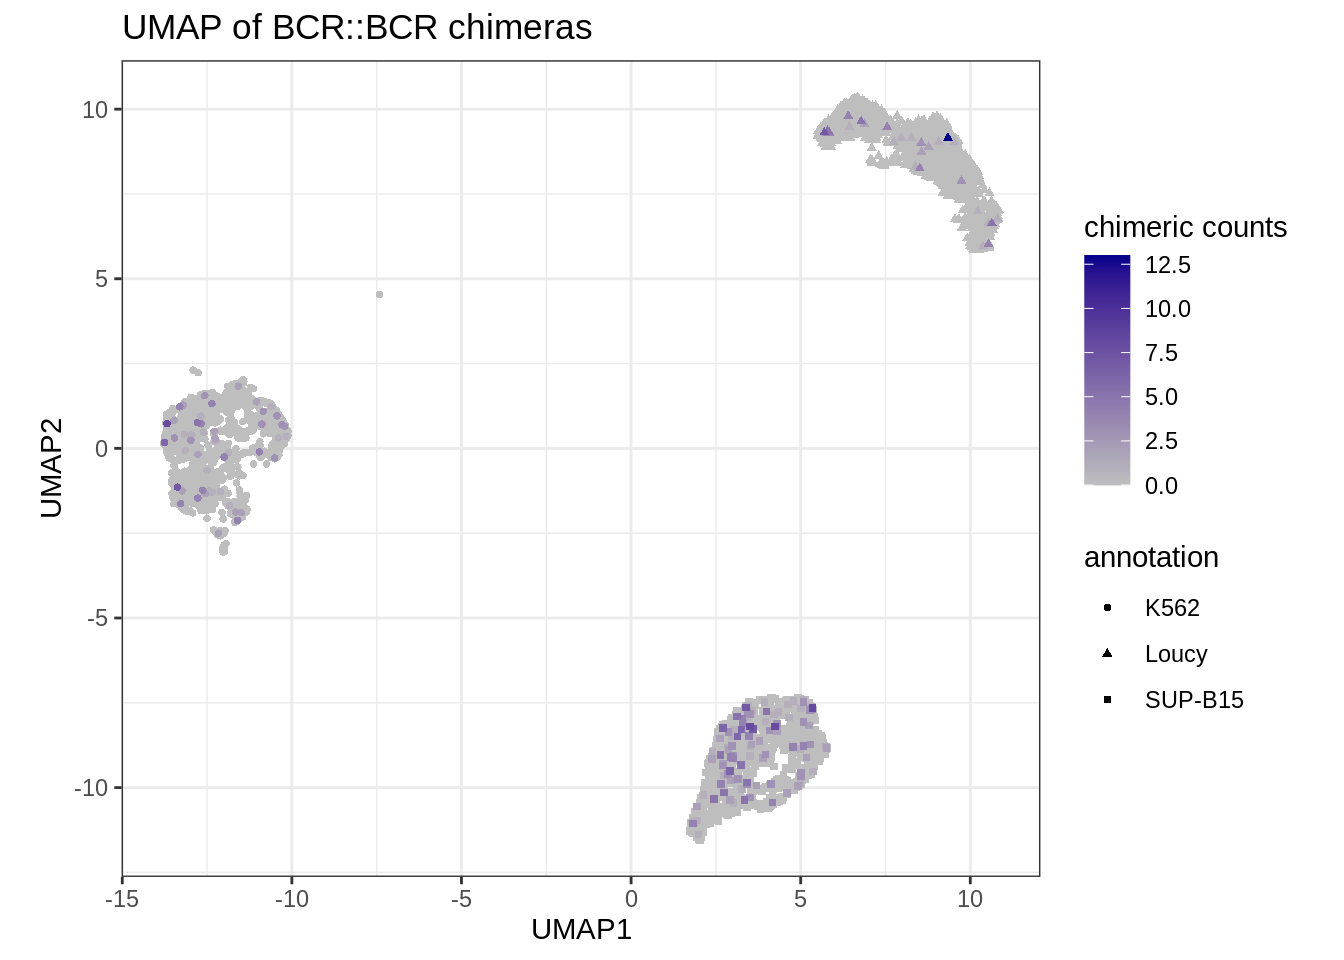 UMAP of BCR::BCR chimeras
10
5
0
-5
-10
UMAP2
-15
-10
-5
0
5
10
UMAP1
chimeric counts
12.5
10.0
7.5
5.0
2.5
0.0
annotation
K562
Loucy
SUP-B15